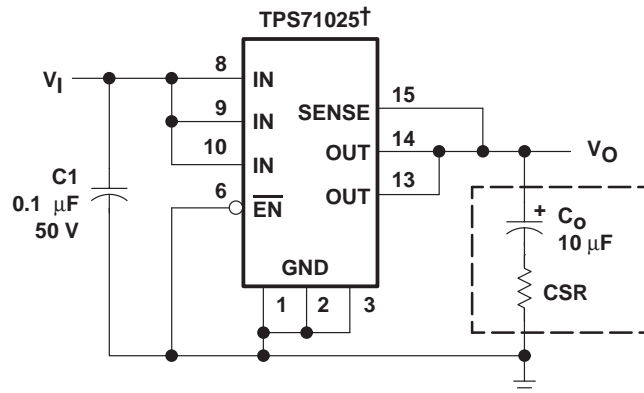 TPS71025†
V_I
8
IN
9
IN
10
IN
6
EN
SENSE
15
OUT
14
OUT
13
V_O
C1
0.1 μF
50 V
GND
1
2
3
+
C_o
10 μF
CSR